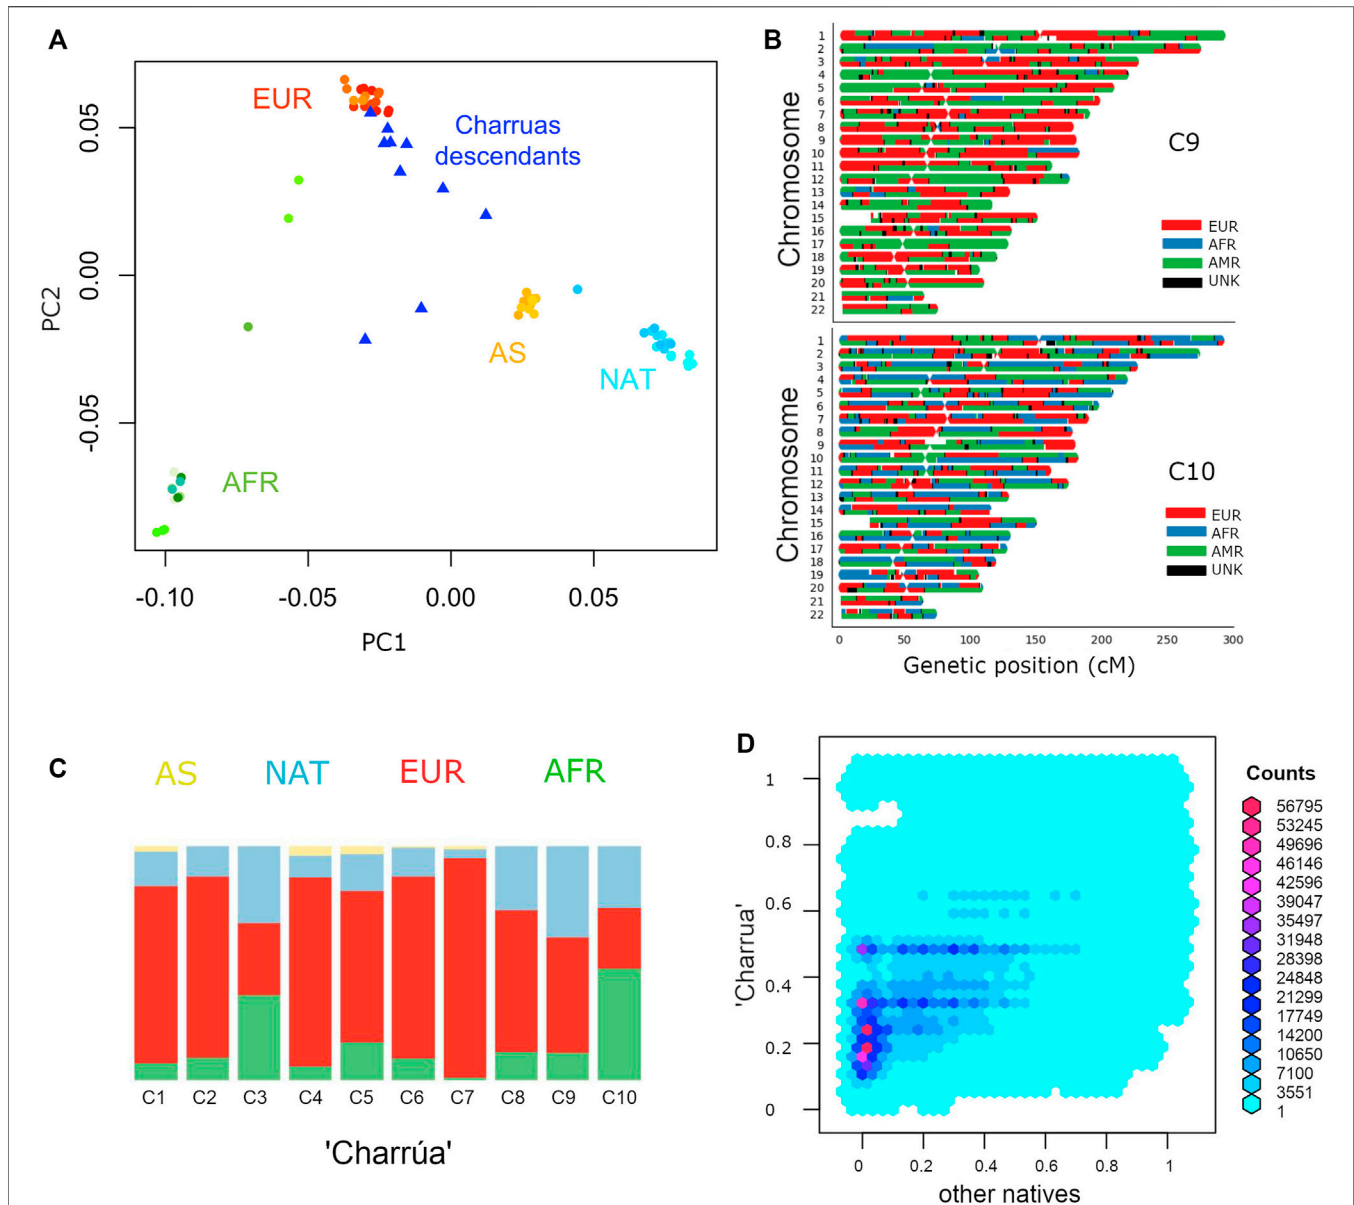 A
EUR
Charruas
descendants
AS
NAT
AFR
PC2
0.05
0.00
-0.05
-0.10
-0.05
0.00
0.05
PC1
B
Chromosome
1
2
3
4
5
6
7
8
9
10
11
12
13
14
15
16
17
18
19
20
21
22
C9
EUR
AFR
AMR
UNK
Chromosome
1
2
3
4
5
6
7
8
9
10
11
12
13
14
15
16
17
18
19
20
21
22
C10
EUR
AFR
AMR
UNK
0 50 100 150 200 250 300
Genetic position (cM)
C
AS NAT EUR AFR
C1 C2 C3 C4 C5 C6 C7 C8 C9 C10
'Charrúa'
D
'Charrua'
1
0.8
0.6
0.4
0.2
0
0 0.2 0.4 0.6 0.8 1
other natives
Counts
56795
53245
49696
46146
42596
39047
35497
31948
28398
24848
21299
17749
14200
10650
7100
3551
1